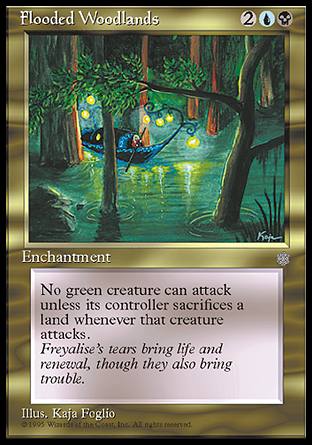 Flooded Woodlands 2
Kaja
Enchantment
No green creature can attack
unless its controller sacrifices a
land whenever that creature
attacks.
Freyalise's tears bring life and
renewal, though they also bring
trouble.
Illus. Kaja Foglio
© 1995 Wizards of the Coast, Inc. All rights reserved.